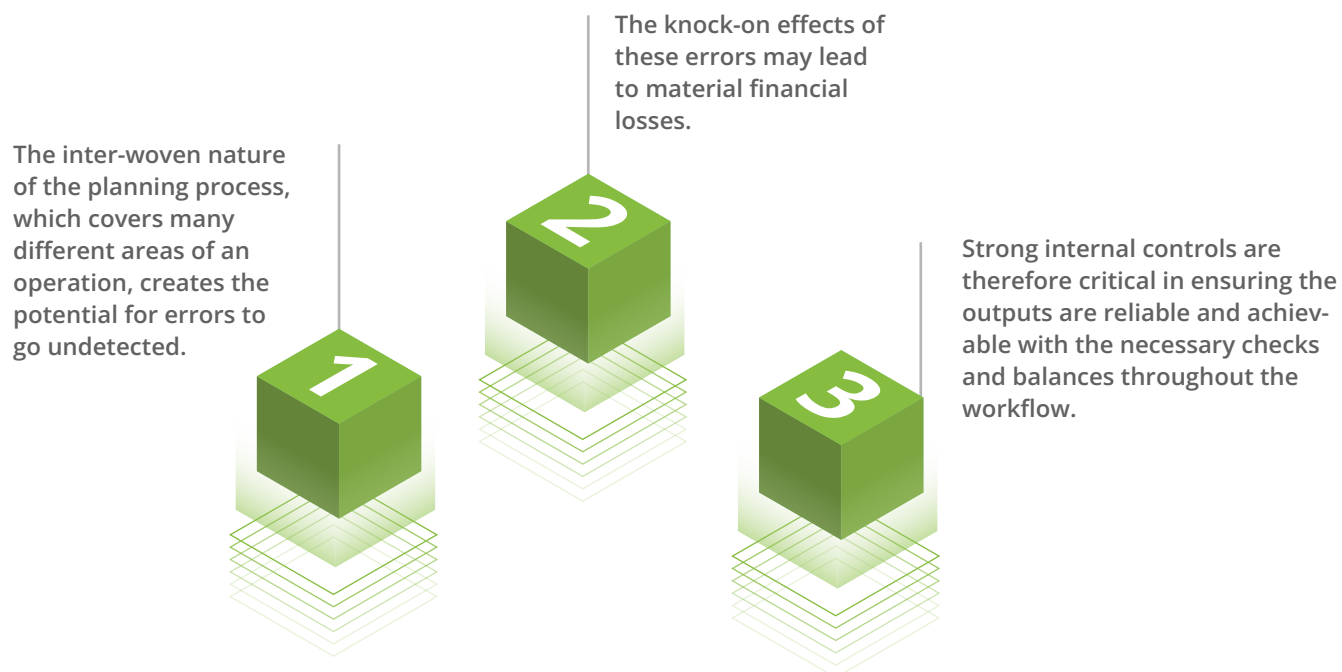 The inter-woven nature
of the planning process,
which covers many
different areas of an
operation, creates the
potential for errors to
go undetected.
1
The knock-on effects of
these errors may lead
to material financial
losses.
2
Strong internal controls are
therefore critical in ensuring the
outputs are reliable and achiev-
able with the necessary checks
and balances throughout the
workflow.
3